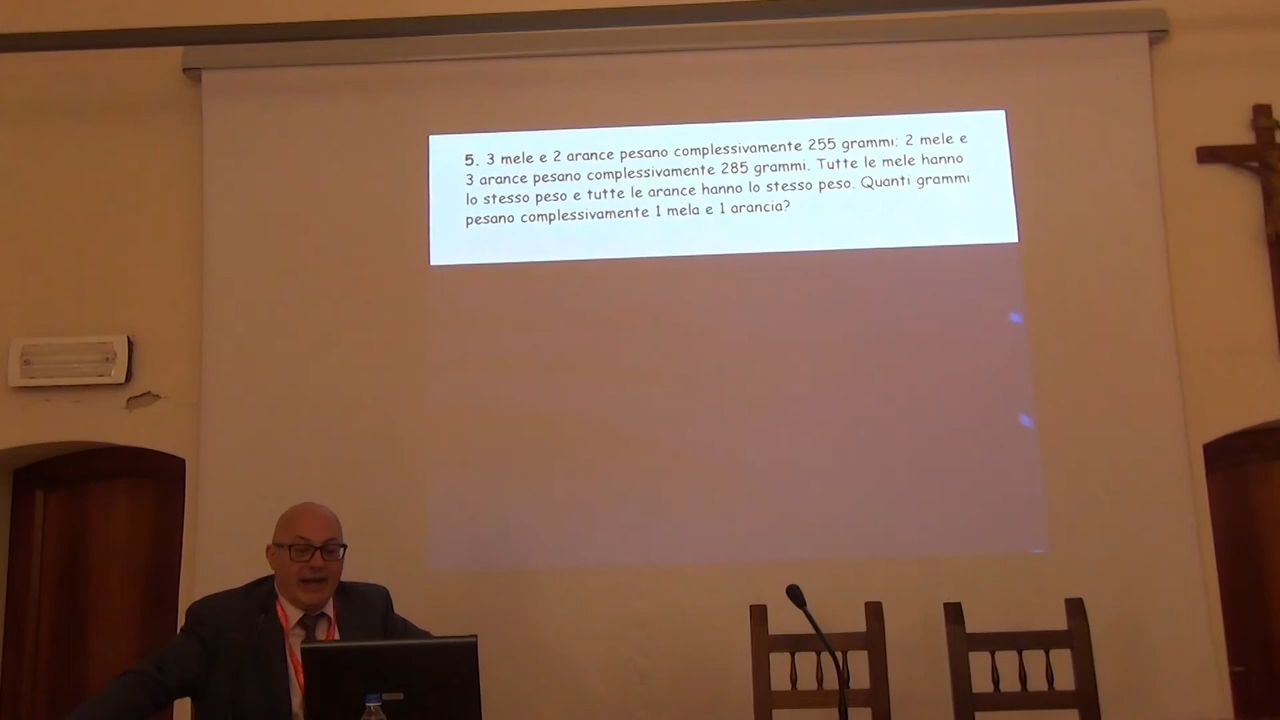 5. 3 mele e 2 arance pesano complessivamente 255 grammi; 2 mele e
3 arance pesano complessivamente 285 grammi. Tutte le mele hanno
lo stesso peso e tutte le arance hanno lo stesso peso. Quanti grammi
pesano complessivamente 1 mela e 1 arancia?